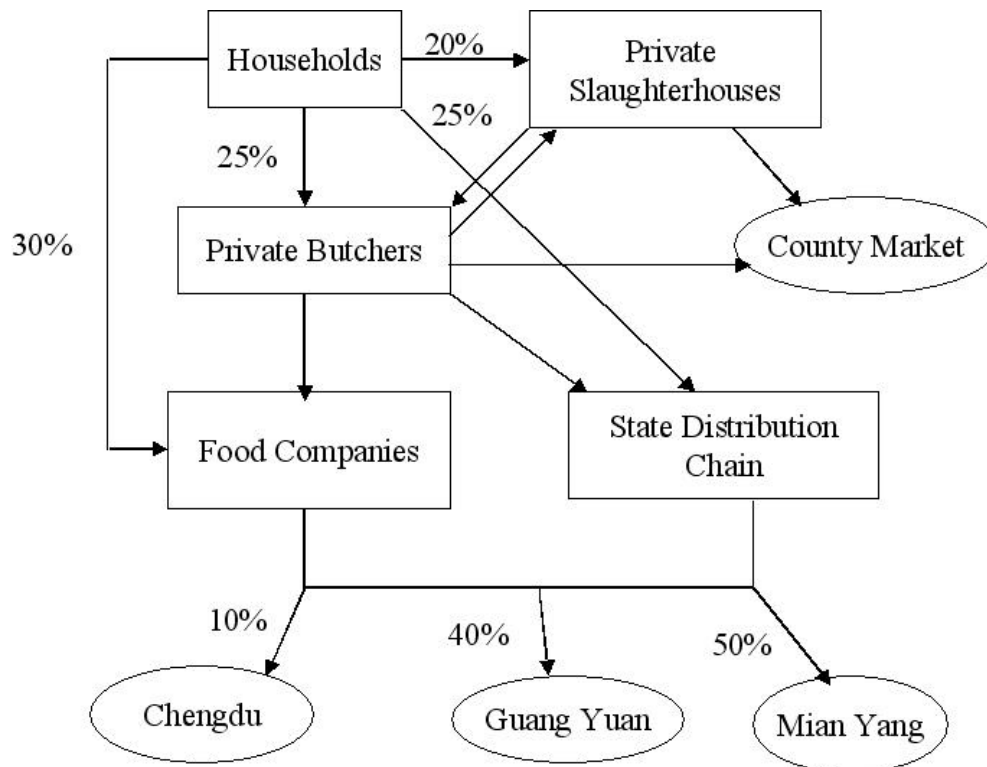 Households
20%
Private
Slaughterhouses
25%
25%
30%
Private Butchers
County Market
Food Companies
State Distribution
Chain
10%
40%
50%
Chengdu
Guang Yuan
Mian Yang